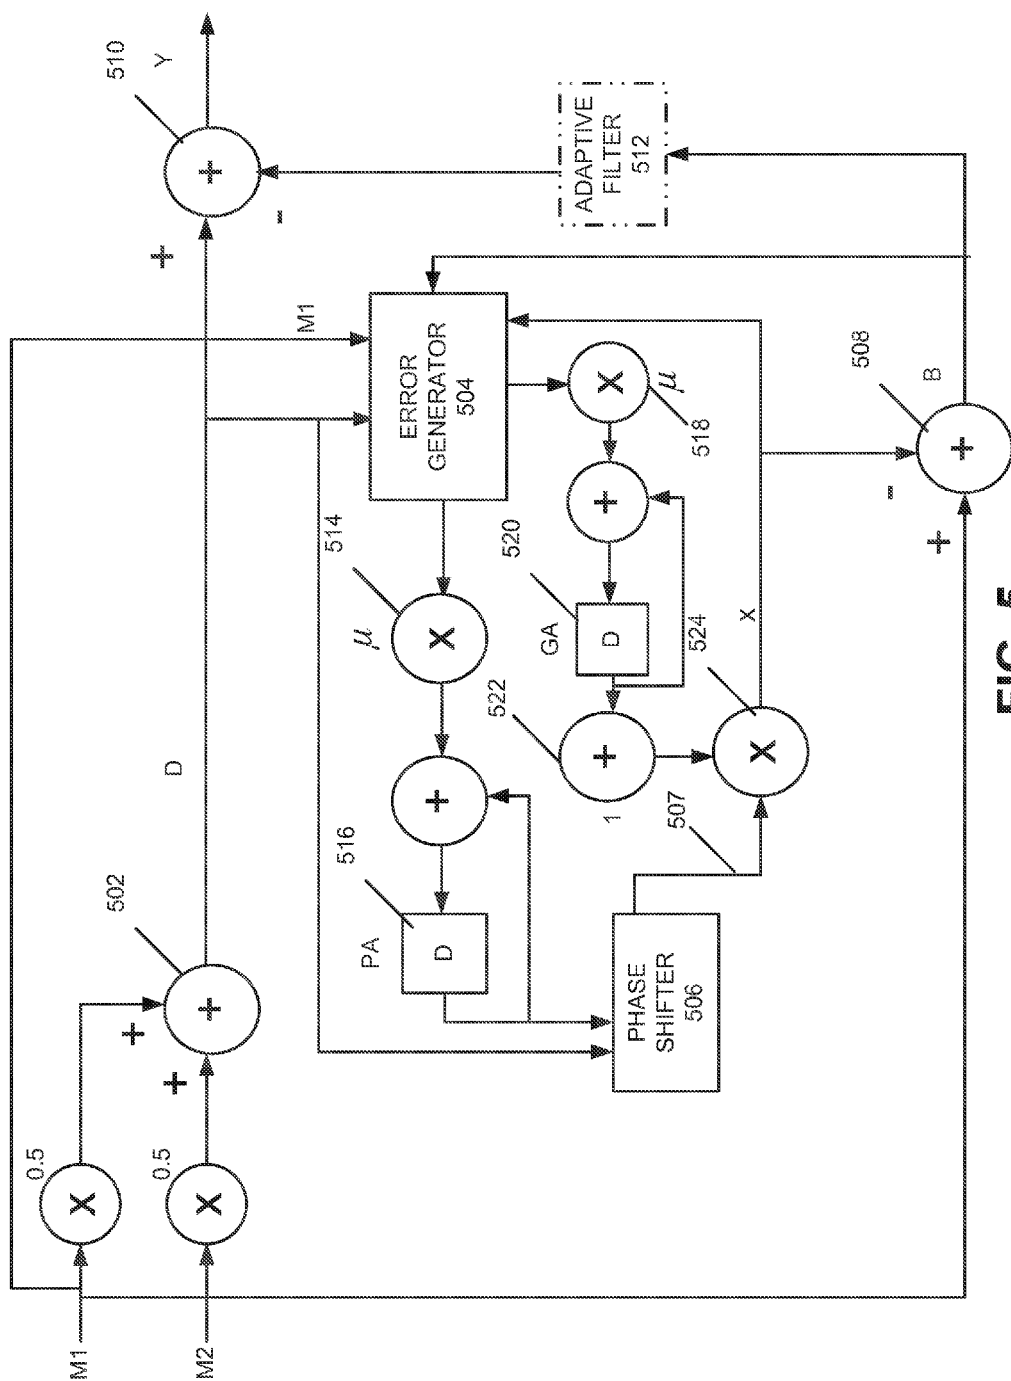 M1
M2
0.5
X
0.5
X
+
+
+
502
D
+
-
+
510
Y
M1
ERROR
GENERATOR
504
514
μ
X
+
516
PA
D
PHASE
SHIFTER
506
507
X
μ
518
+
520
GA
D
522
+
1
524
X
X
ADAPTIVE
FILTER
512
508
B
-
+
+
FIG. 5